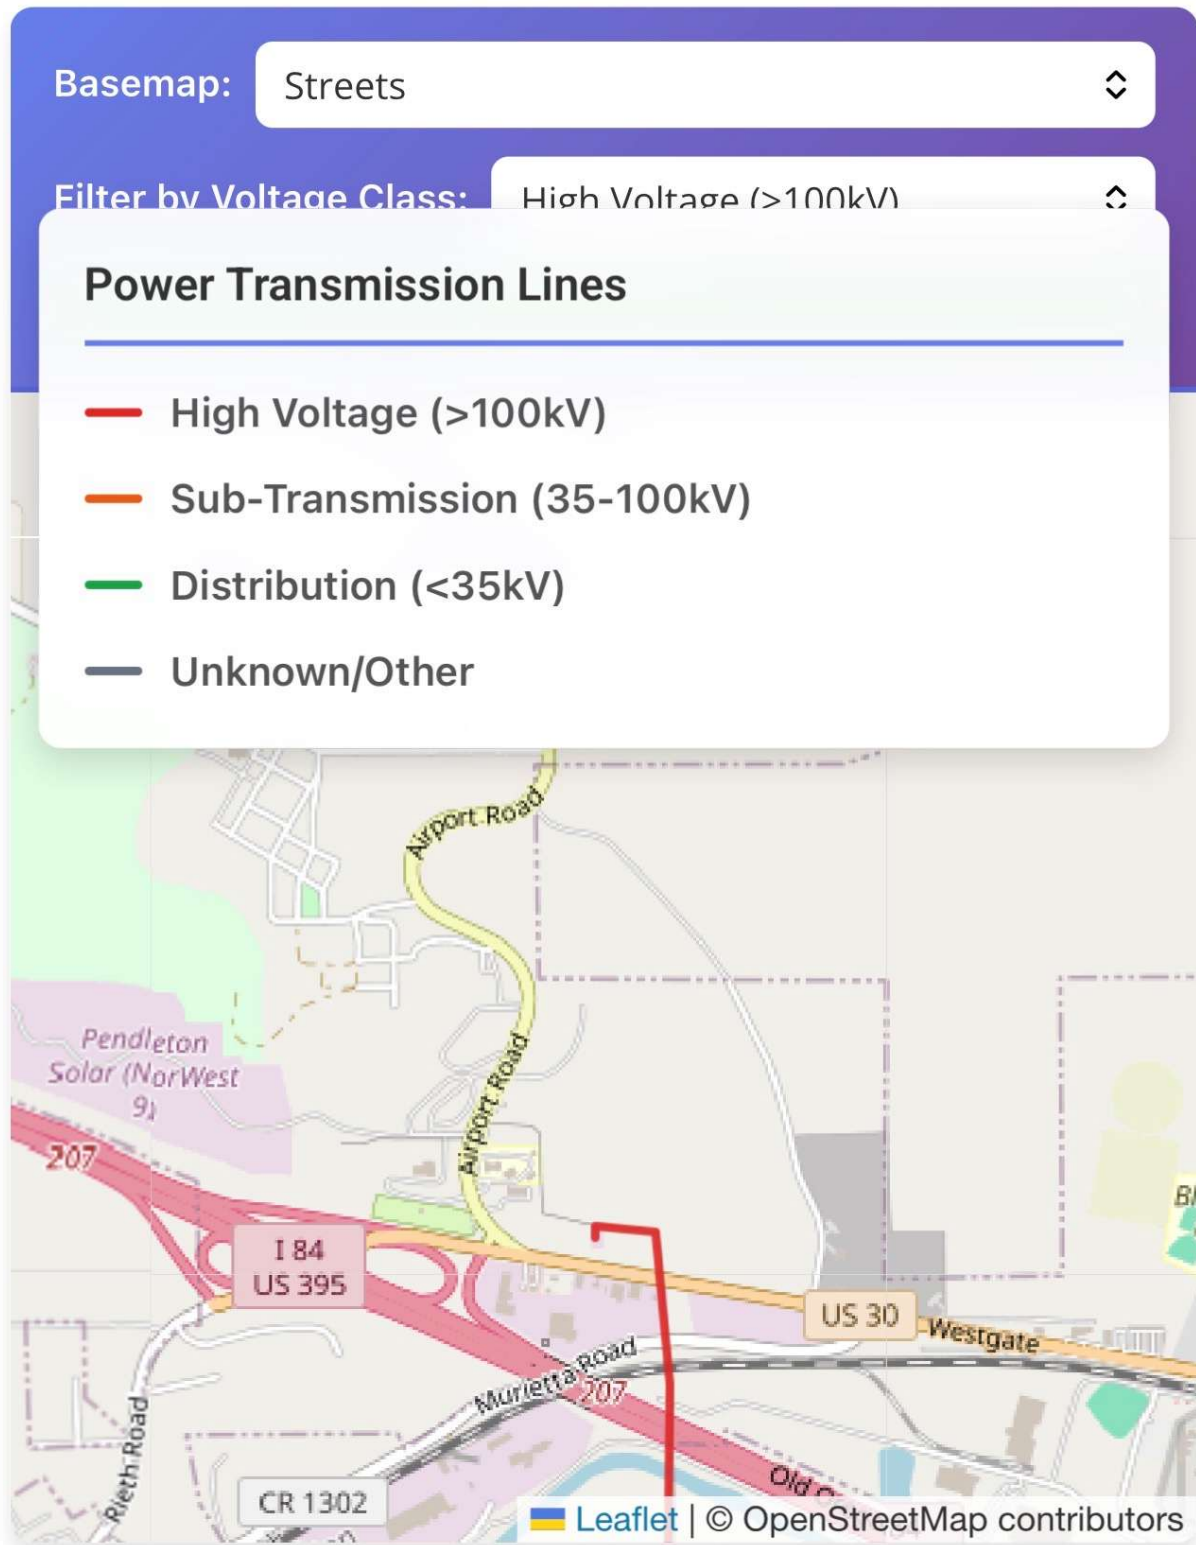 Basemap:
Streets
Filter by Voltage Class:
High Voltage (>100kV)
Power Transmission Lines
High Voltage (>100kV)
Sub-Transmission (35-100kV)
Distribution (<35kV)
Unknown/Other
Airport Road
Pendleton
Solar (NorWest
9)
Airport Road
207
I 84
US 395
US 30
Westgate
Murietta Road
207
Rieth Road
CR 1302
Old
Leaflet | © OpenStreetMap contributors